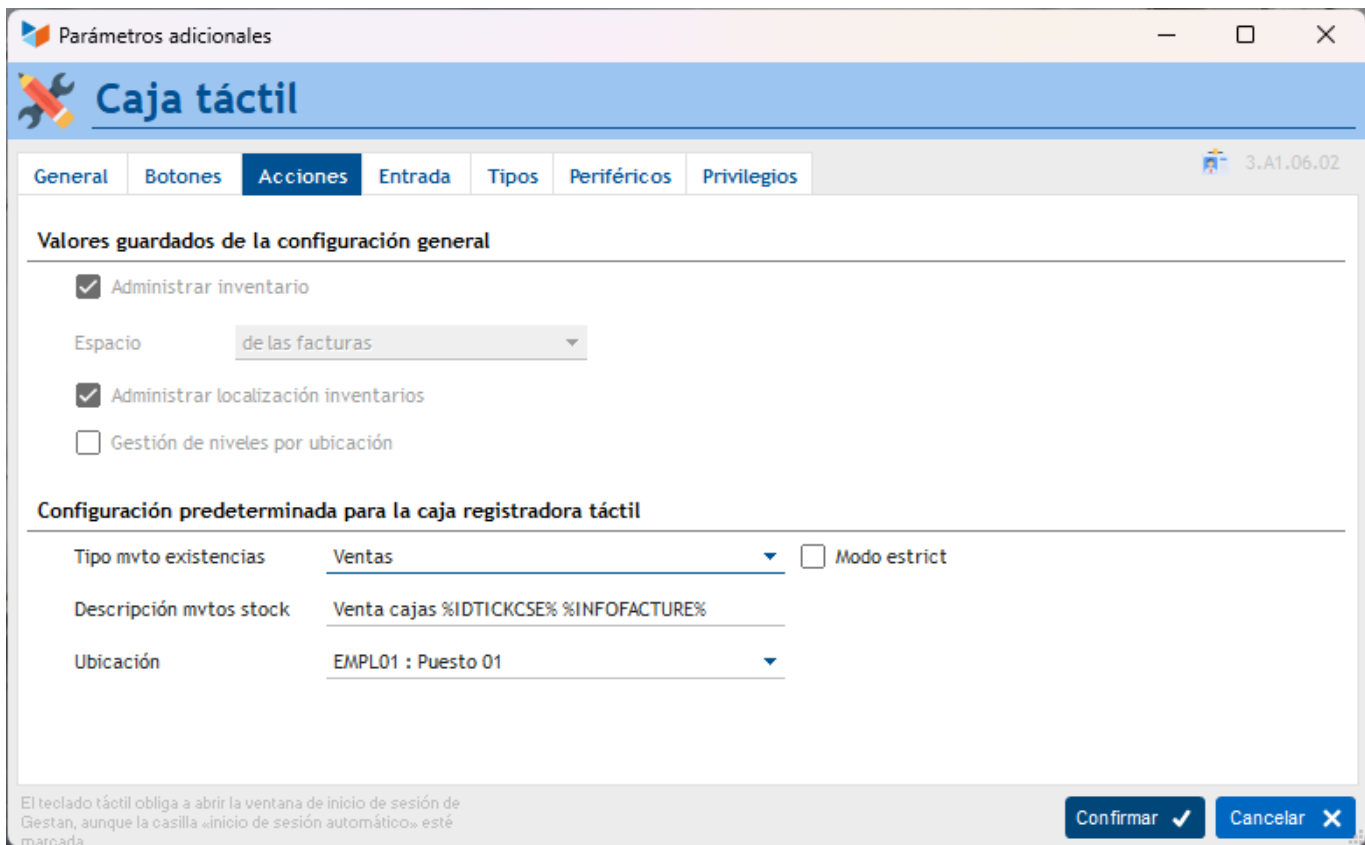 Parámetros adicionales
Caja táctil
General Botones Acciones Entrada Tipos Periféricos Privilegios 3.A1.06.02
Valores guardados de la configuración general
Administrar inventario
Espacio de las facturas
Administrar localización inventarios
Gestión de niveles por ubicación
Configuración predeterminada para la caja registradora táctil
Tipo mvto existencias Ventas Modo estrict
Descripción mvtos stock Venta cajas %IDTICKCSE% %INFOFACTURE%
Ubicación EMPL01 : Puesto 01
El teclado táctil obliga a abrir la ventana de inicio de sesión de
Gestan, aunque la casilla «inicio de sesión automático» esté
marcada
Confirmar Cancelar